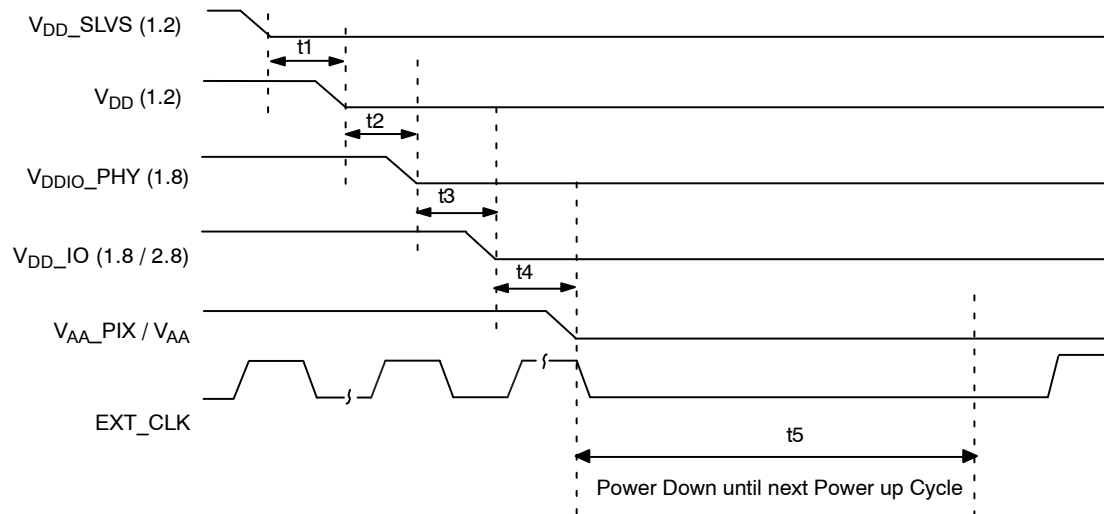 VDD_SLVS (1.2)
t1
VDD (1.2)
t2
VDDIO_PHY (1.8)
t3
VDD_IO (1.8 / 2.8)
t4
VAA_PIX / VAA
EXT_CLK
t5
Power Down until next Power up Cycle